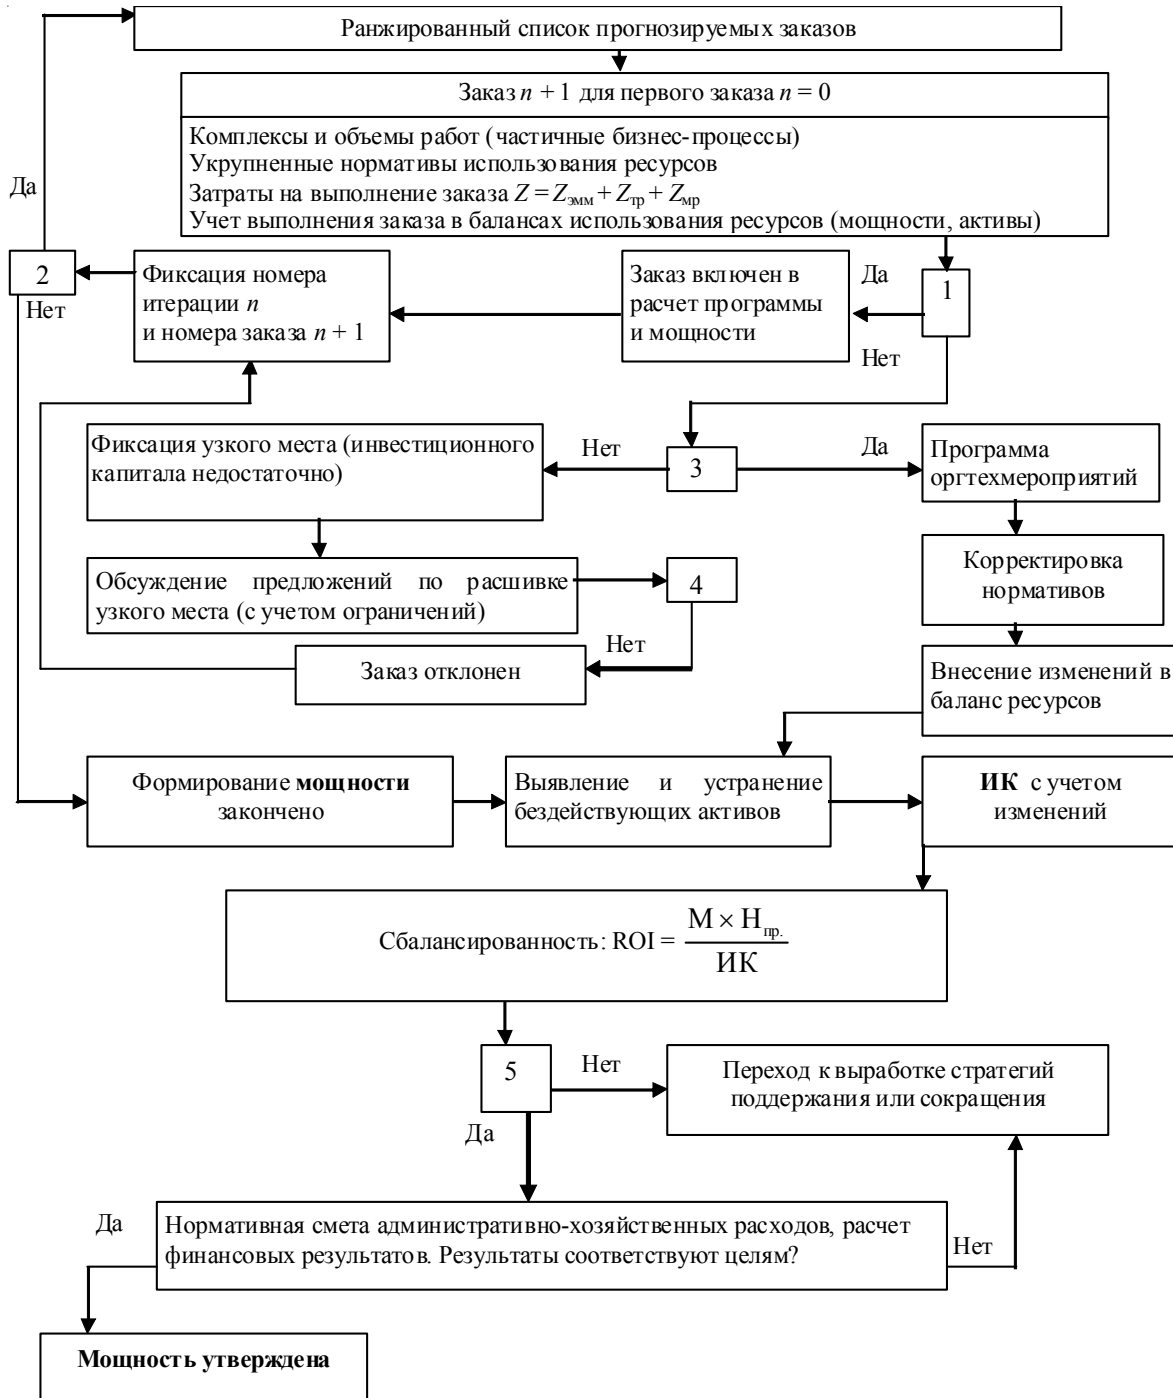 Ранжированный список прогнозируемых заказов
Заказ n + 1 для первого заказа n = 0
Комплексы и объемы работ (частичные бизнес-процессы)
Укрупненные нормативы использования ресурсов
Затраты на выполнение заказа Z = Zэмм + Zтр + Zмр
Учет выполнения заказа в балансах использования ресурсов (мощности, активы)
Да
2
Нет
Фиксация номера
итерации n
и номера заказа n + 1
Заказ включен в
расчет программы
и мощности
Да
1
Нет
Фиксация узкого места (инвестиционного
капитала недостаточно)
Нет
3
Да
Программа
оргтехмероприятий
Корректировка
нормативов
Обсуждение предложений по расшивке
узкого места (с учетом ограничений)
4
Нет
Заказ отклонен
Внесение изменений в
баланс ресурсов
Формирование мощности
закончено
Выявление и устранение
бездействующих активов
ИК с учетом
изменений
Сбалансированность: ROI = М × Нпр. / ИК
5
Нет
Да
Переход к выработке стратегий
поддержания или сокращения
Да
Нормативная смета административно-хозяйственных расходов, расчет
финансовых результатов. Результаты соответствуют целям?
Нет
Мощность утверждена